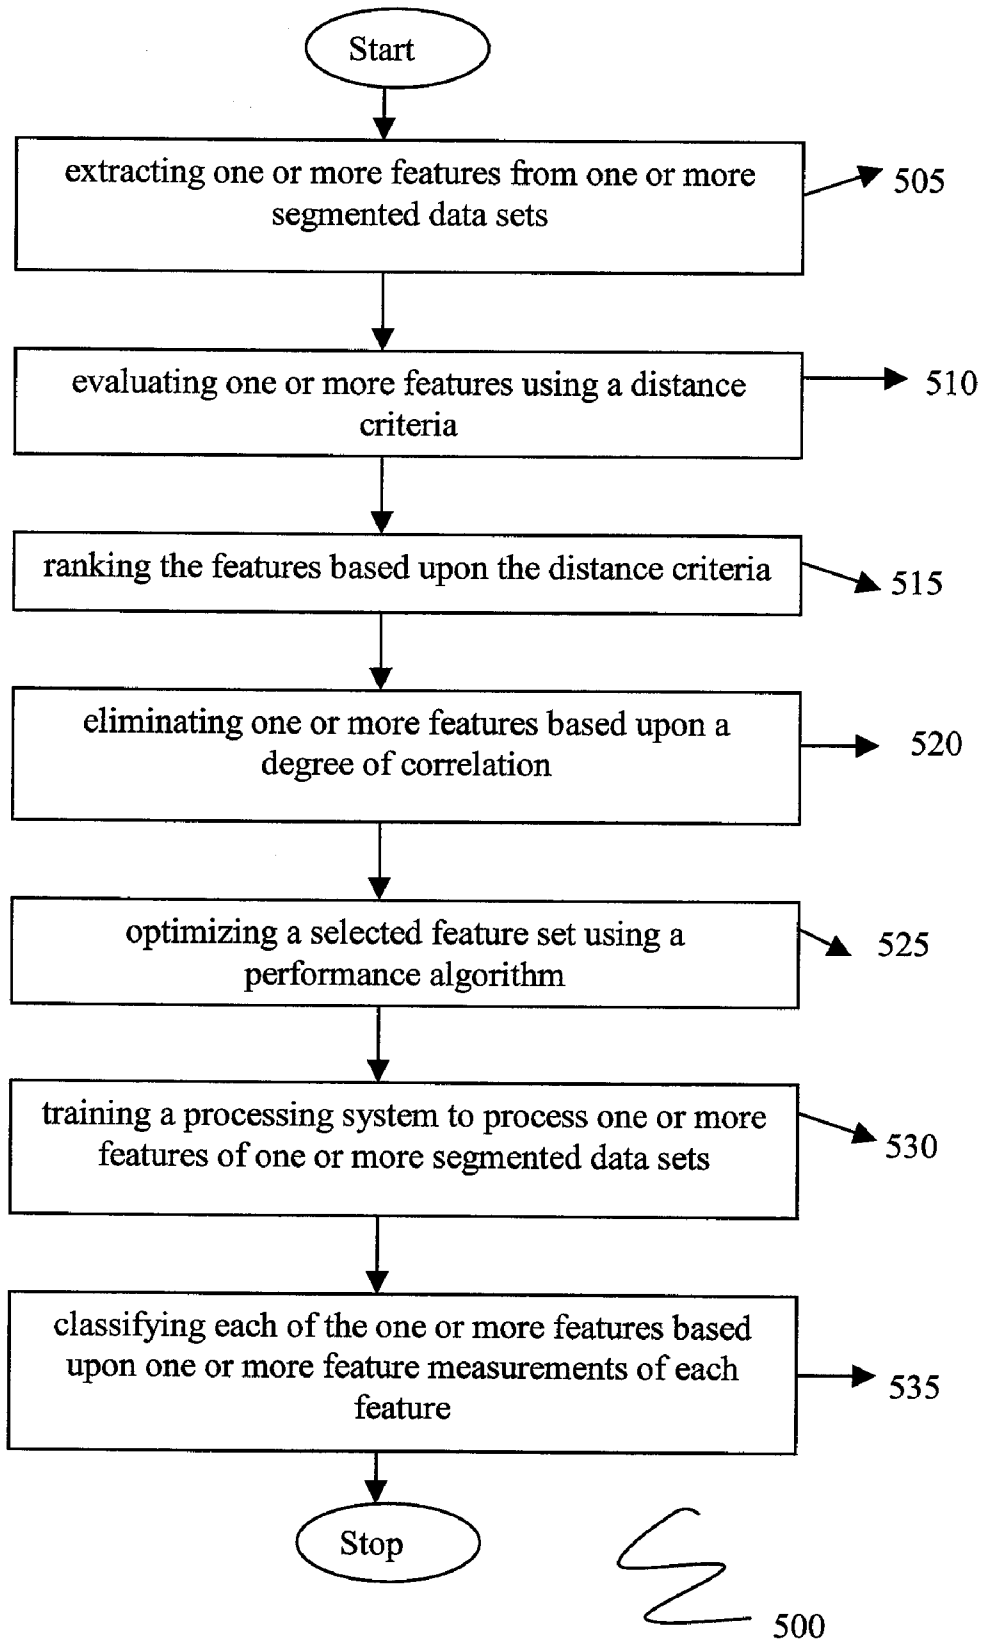 Start
extracting one or more features from one or more
segmented data sets
505
evaluating one or more features using a distance
criteria
510
ranking the features based upon the distance criteria
515
eliminating one or more features based upon a
degree of correlation
520
optimizing a selected feature set using a
performance algorithm
525
training a processing system to process one or more
features of one or more segmented data sets
530
classifying each of the one or more features based
upon one or more feature measurements of each
feature
535
Stop
500